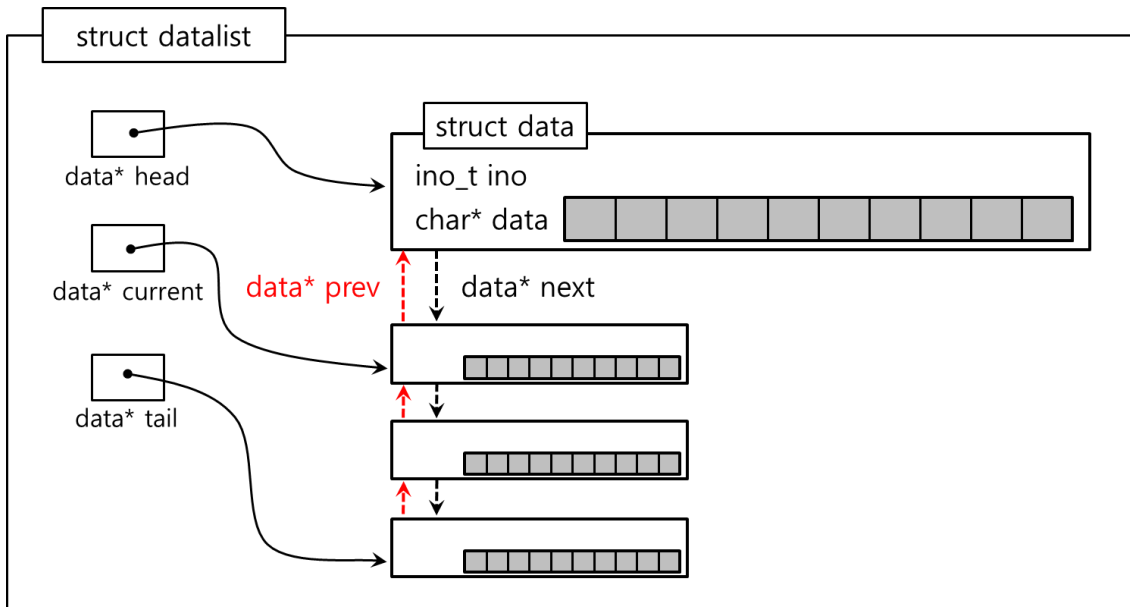 struct datalist
data* head
struct data
ino_t ino
char* data
data* current
data* prev
data* next
data* tail